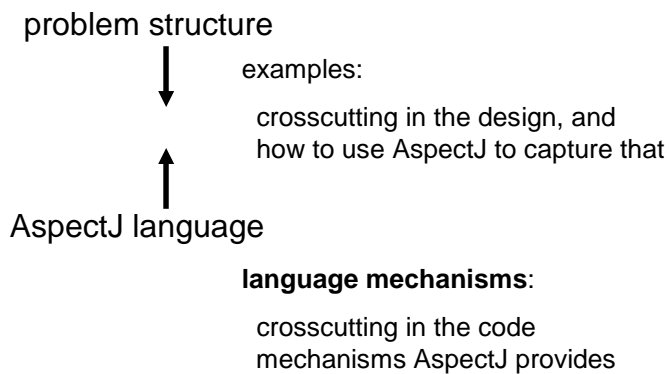 problem structure
examples:
crosscutting in the design, and
how to use AspectJ to capture that
AspectJ language
language mechanisms:
crosscutting in the code
mechanisms AspectJ provides